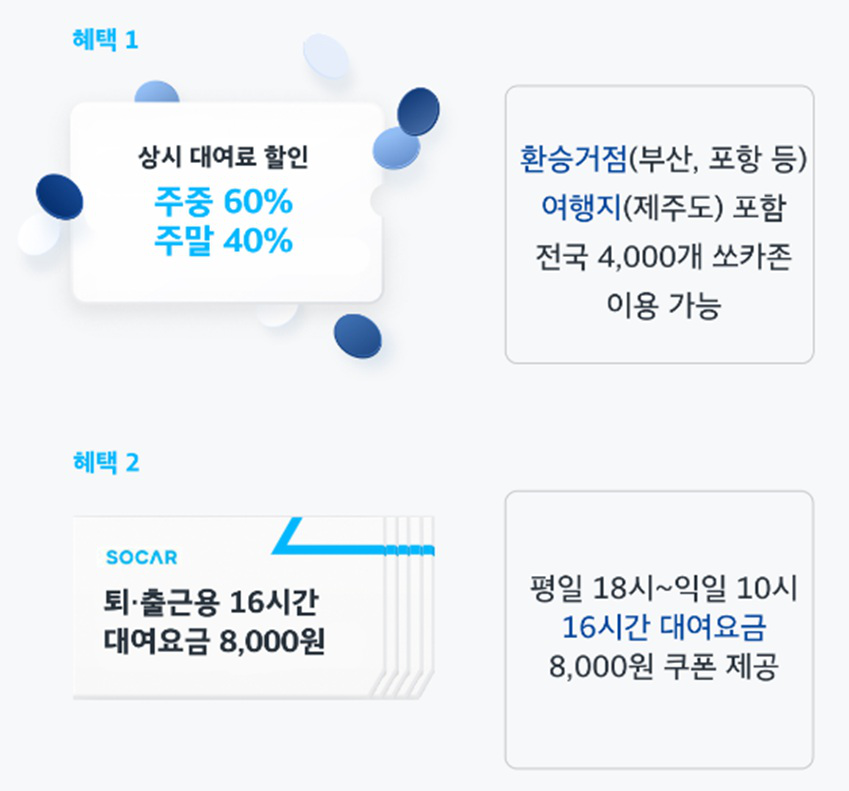 혜택 1
상시 대여료 할인
주중 60%
주말 40%
환승거점(부산, 포항 등)
여행지(제주도) 포함
전국 4,000개 쏘카존
이용 가능
혜택 2
SOCAR
퇴·출근용 16시간
대여요금 8,000원
평일 18시~익일 10시
16시간 대여요금
8,000원 쿠폰 제공